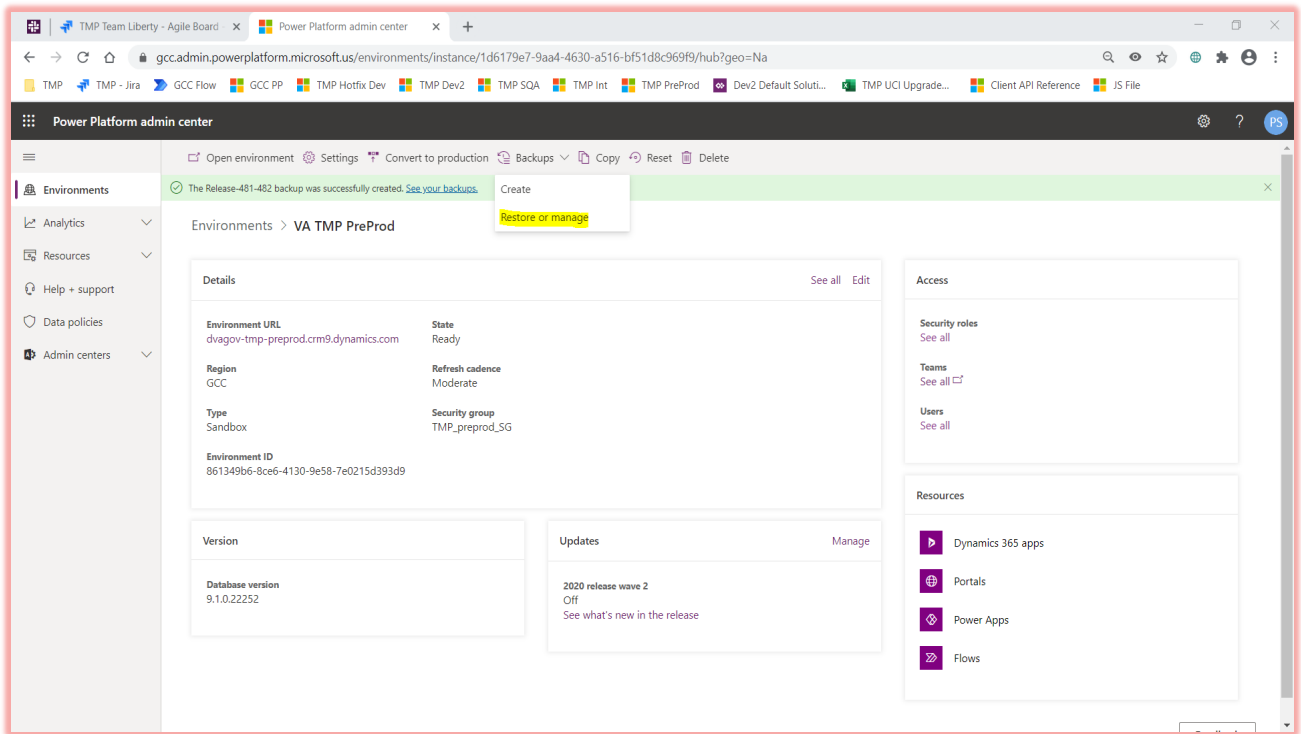 TMP Team Liberty - Agile Board
Power Platform admin center
gcc.admin.powerplatform.microsoft.us/environments/instance/1d6179e7-9aa4-4630-a516-bf51d8c969f9/hub?geo=Na
TMP TMP - Jira GCC Flow GCC PP TMP Hotfix Dev TMP Dev2 TMP SQA TMP Int TMP PreProd Dev2 Default Soluti... TMP UCI Upgrade... Client API Reference JS File
Power Platform admin center
? PS
Open environment Settings Convert to production Backups Copy Reset Delete
Environments
Analytics
Resources
Help + support
Data policies
Admin centers
The Release-481-482 backup was successfully created. See your backups.
Create
Restore or manage
Environments > VA TMP PreProd
Details See all Edit
Environment URL
dvagov-tmp-preprod.crm9.dynamics.com
State
Ready
Region
GCC
Refresh cadence
Moderate
Type
Sandbox
Security group
TMP_preprod_SG
Environment ID
861349b6-8ce6-4130-9e58-7e0215d393d9
Access
Security roles
See all
Teams
See all
Users
See all
Version
Database version
9.1.0.22252
Updates Manage
2020 release wave 2
Off
See what's new in the release
Resources
Dynamics 365 apps
Portals
Power Apps
Flows